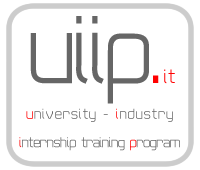 uiip.it
university - industry
internship training program